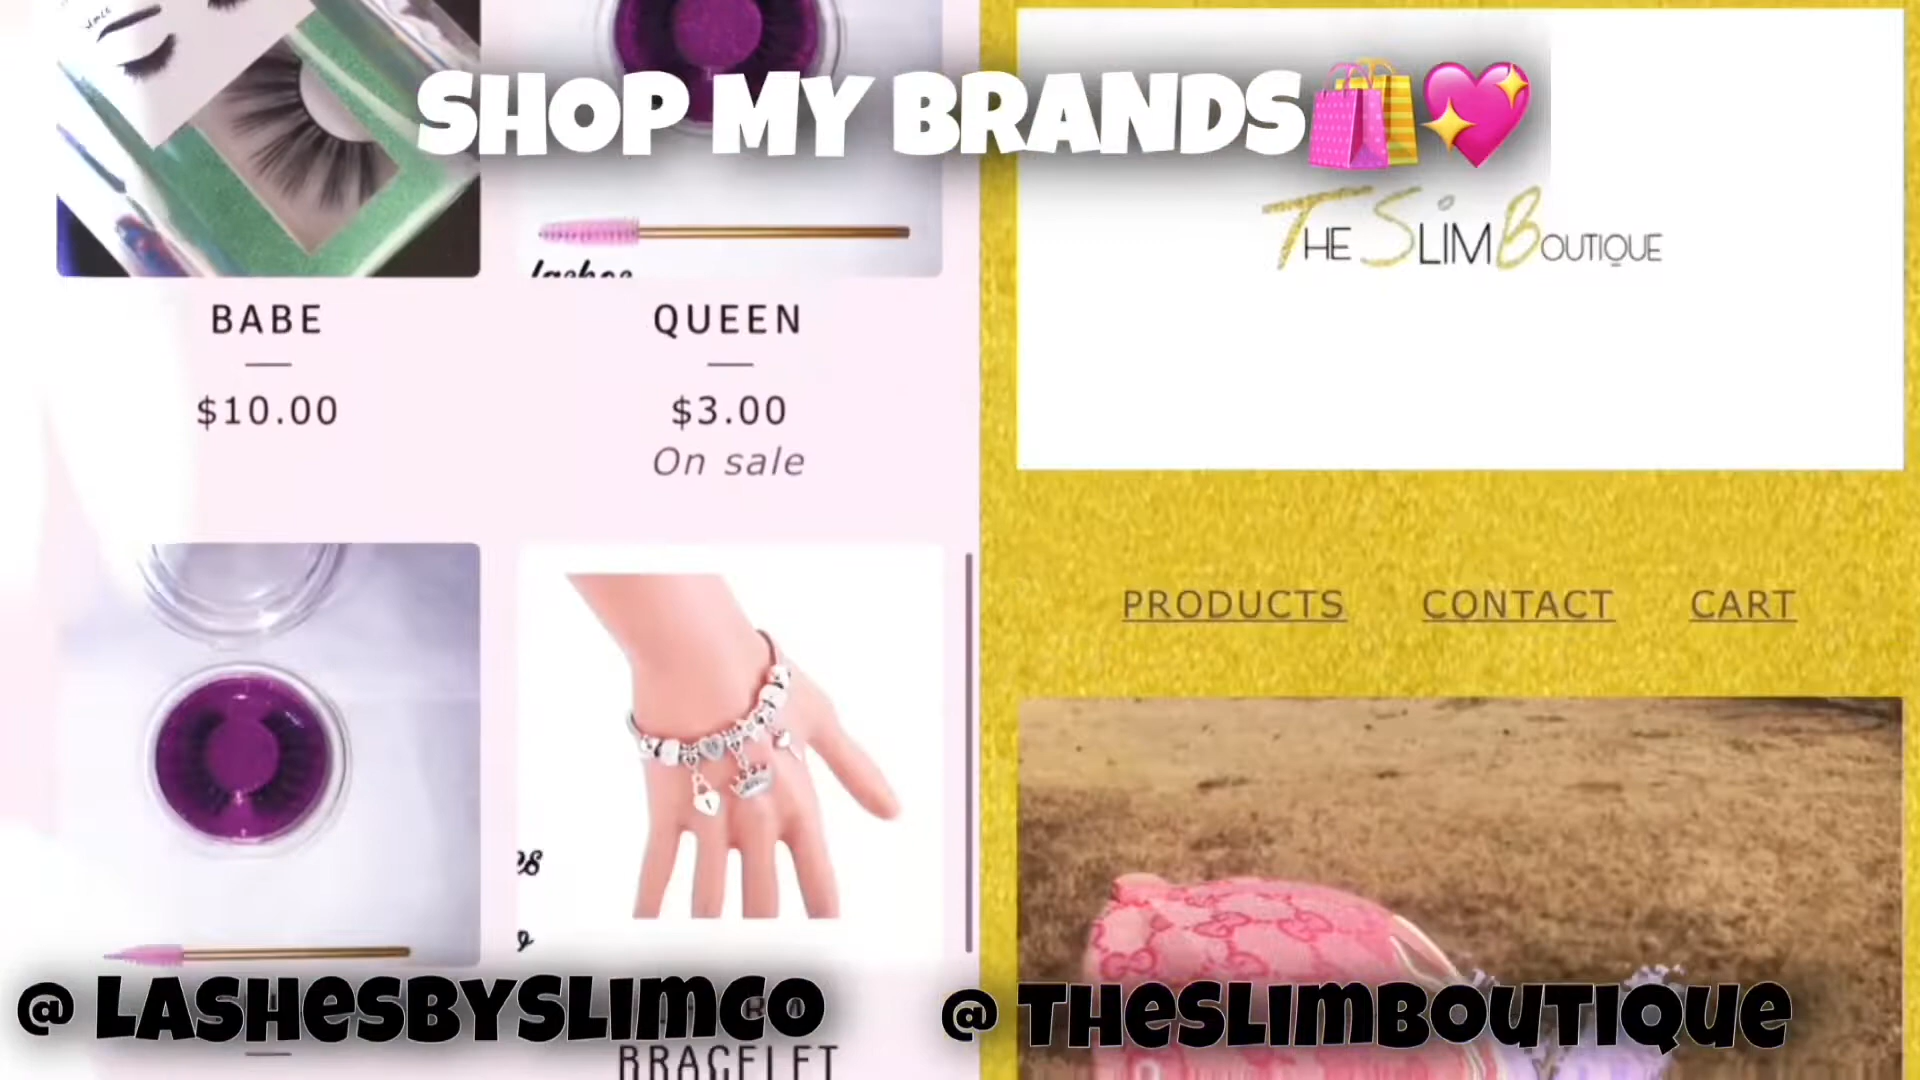 SHOP MY BRANDS
lashes
THE SLIM BOUTIQUE
BABE
QUEEN
$10.00
$3.00
On sale
PRODUCTS CONTACT CART
@ LASHESBYSLIMCO
@ THESLIMBOUTIQUE
BRACELET